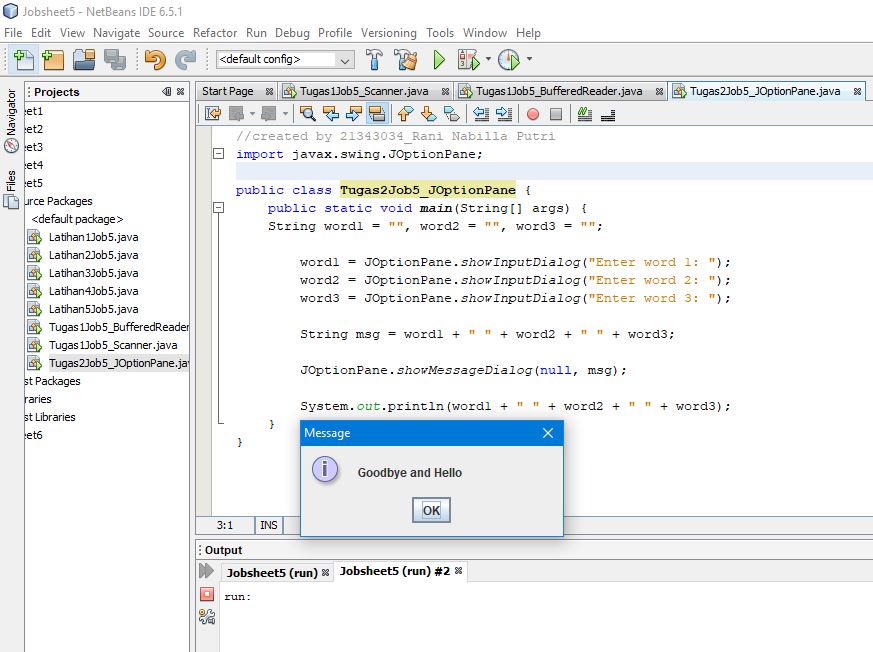 Jobsheet5 - NetBeans IDE 6.5.1
File Edit View Navigate Source Refactor Run Debug Profile Versioning Tools Window Help
<default config>
Navigator
Files
Projects
eet1
eet2
eet3
eet4
eet5
urce Packages
<default package>
Latihan1Job5.java
Latihan2Job5.java
Latihan3Job5.java
Latihan4Job5.java
Latihan5Job5.java
Tugas1Job5_BufferedReader
Tugas1Job5_Scanner.java
Tugas2Job5_JOptionPane.jav
st Packages
raries
st Libraries
eet6
Start Page Tugas1Job5_Scanner.java Tugas1Job5_BufferedReader.java Tugas2Job5_JOptionPane.java
//created by 21343034_Rani Nabilla Putri
import javax.swing.JOptionPane;
public class Tugas2Job5_JOptionPane {
public static void main(String[] args) {
String word1 = "", word2 = "", word3 = "";
word1 = JOptionPane.showInputDialog("Enter word 1: ");
word2 = JOptionPane.showInputDialog("Enter word 2: ");
word3 = JOptionPane.showInputDialog("Enter word 3: ");
String msg = word1 + " " + word2 + " " + word3;
JOptionPane.showMessageDialog(null, msg);
System.out.println(word1 + " " + word2 + " " + word3);
}
}
Message
Goodbye and Hello
OK
3:1 INS
Output
Jobsheet5 (run) Jobsheet5 (run) #2
run: